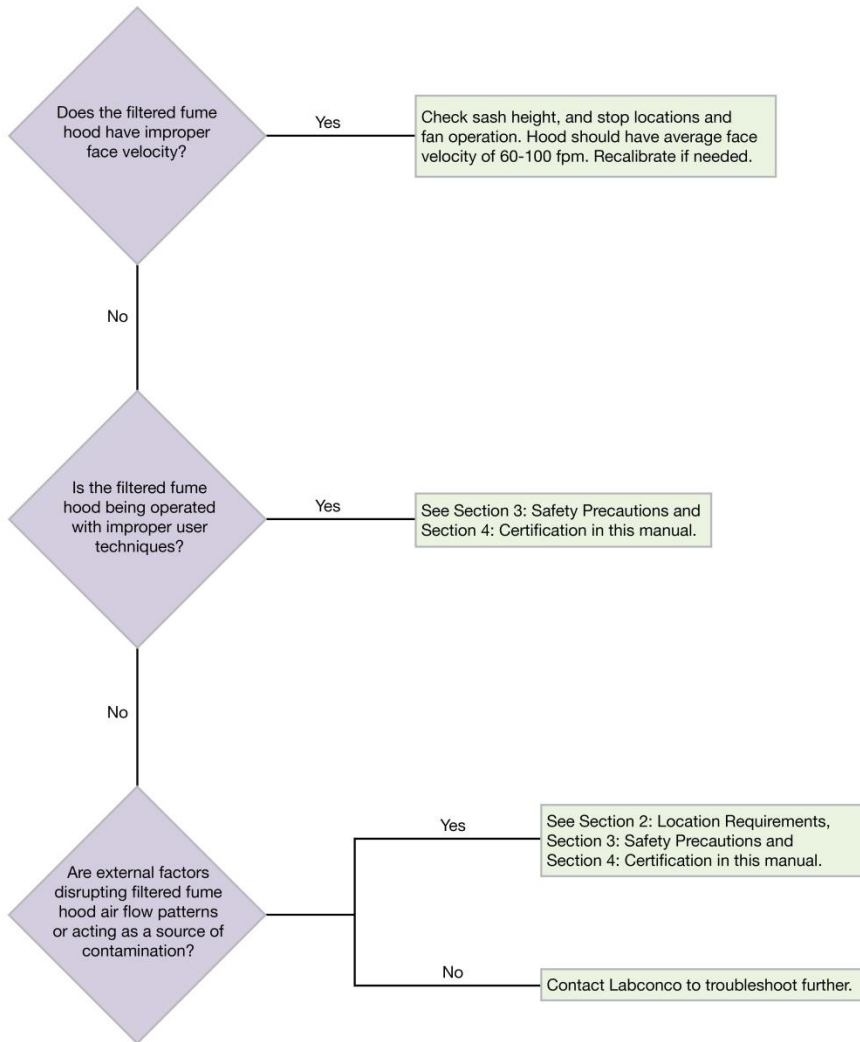 Does the filtered fume
hood have improper
face velocity?
Yes
Check sash height, and stop locations and
fan operation. Hood should have average face
velocity of 60-100 fpm. Recalibrate if needed.
No
Is the filtered fume
hood being operated
with improper user
techniques?
Yes
See Section 3: Safety Precautions and
Section 4: Certification in this manual.
No
Are external factors
disrupting filtered fume
hood air flow patterns
or acting as a source of
contamination?
Yes
See Section 2: Location Requirements,
Section 3: Safety Precautions and
Section 4: Certification in this manual.
No
Contact Labconco to troubleshoot further.